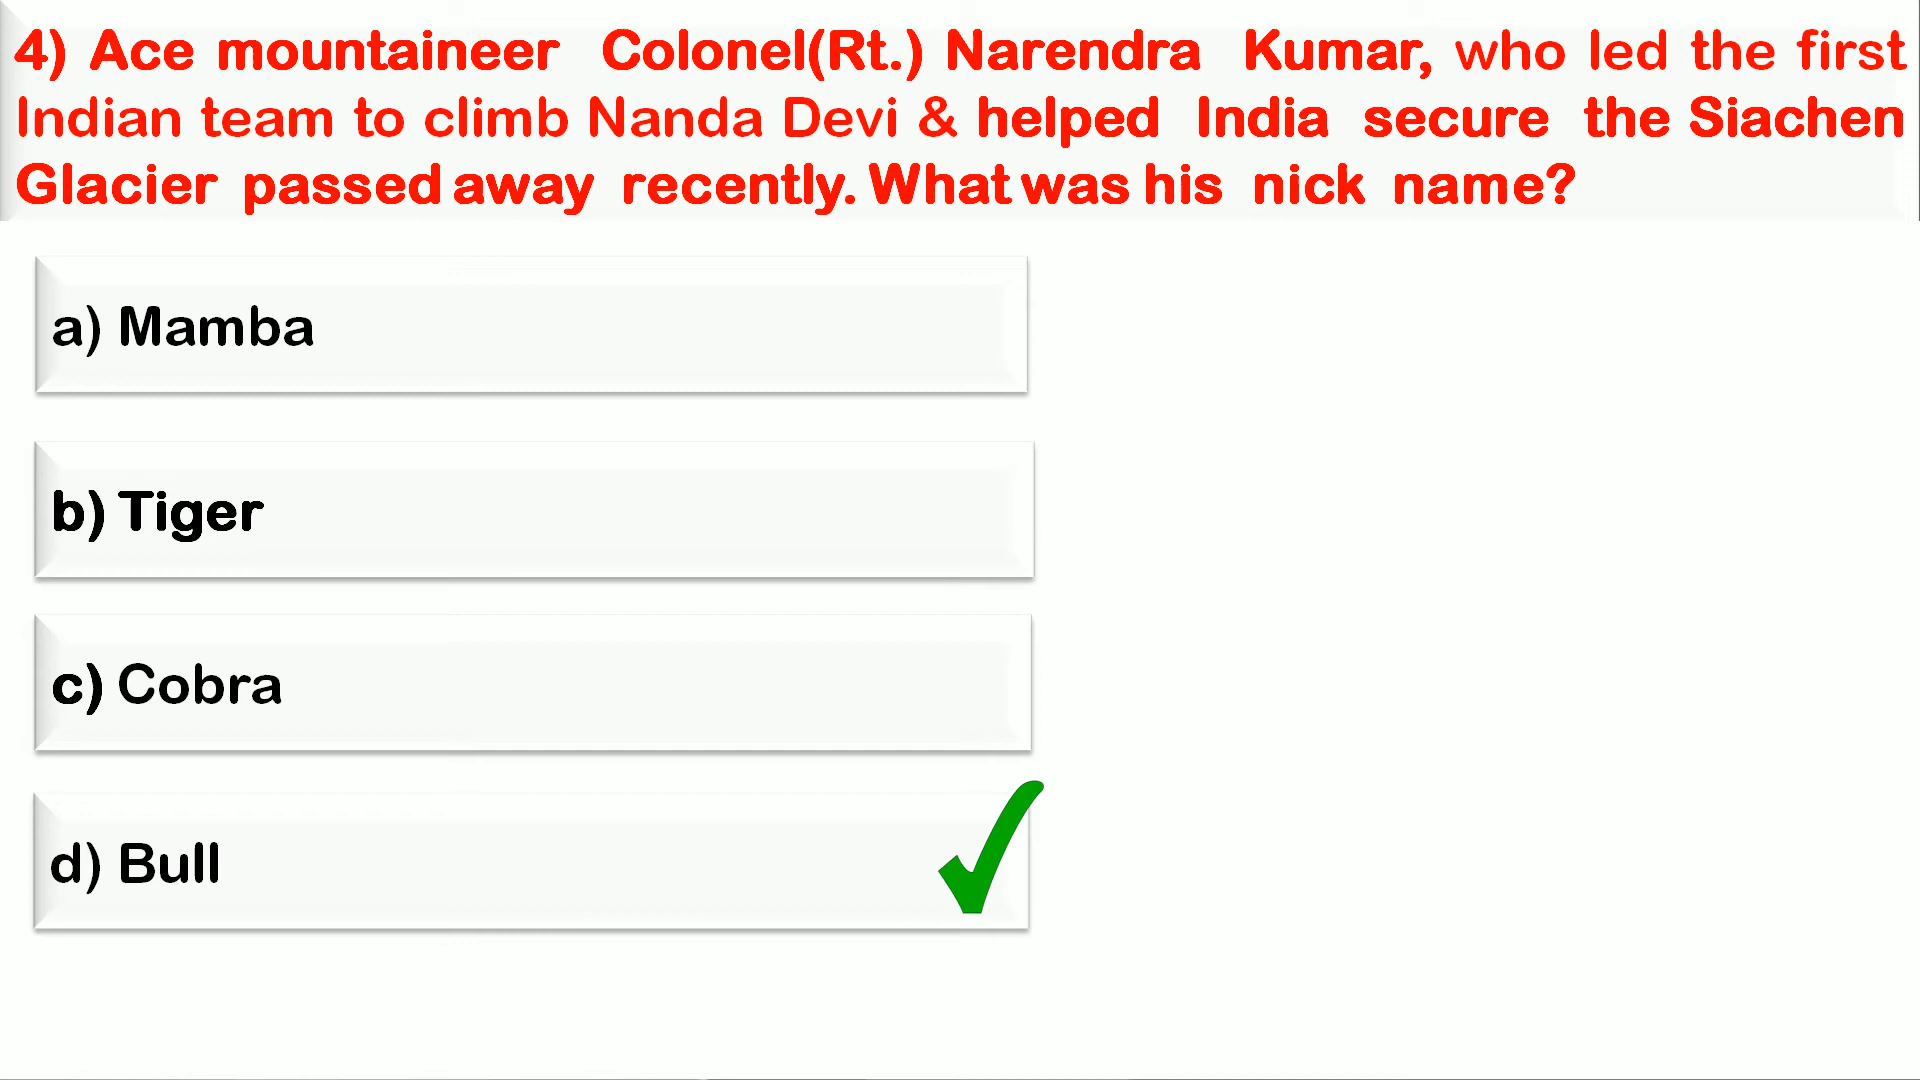 4) Ace mountaineer Colonel(Rt.) Narendra Kumar, who led the first
Indian team to climb Nanda Devi & helped India secure the Siachen
Glacier passed away recently. What was his nick name?
a) Mamba
b) Tiger
c) Cobra
d) Bull